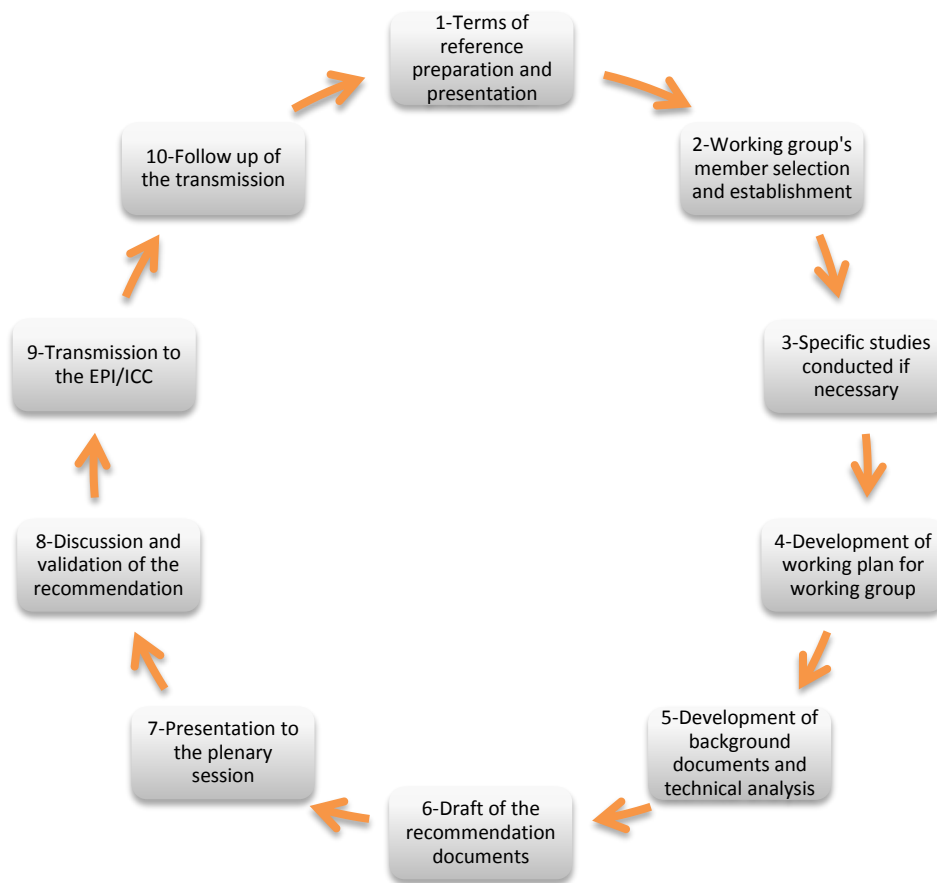 1-Terms of
reference
preparation and
presentation
2-Working group's
member selection
and establishment
3-Specific studies
conducted if
necessary
4-Development of
working plan for
working group
5-Development of
background
documents and
technical analysis
6-Draft of the
recommendation
documents
7-Presentation to
the plenary
session
8-Discussion and
validation of the
recommendation
9-Transmission to
the EPI/ICC
10-Follow up of
the transmission